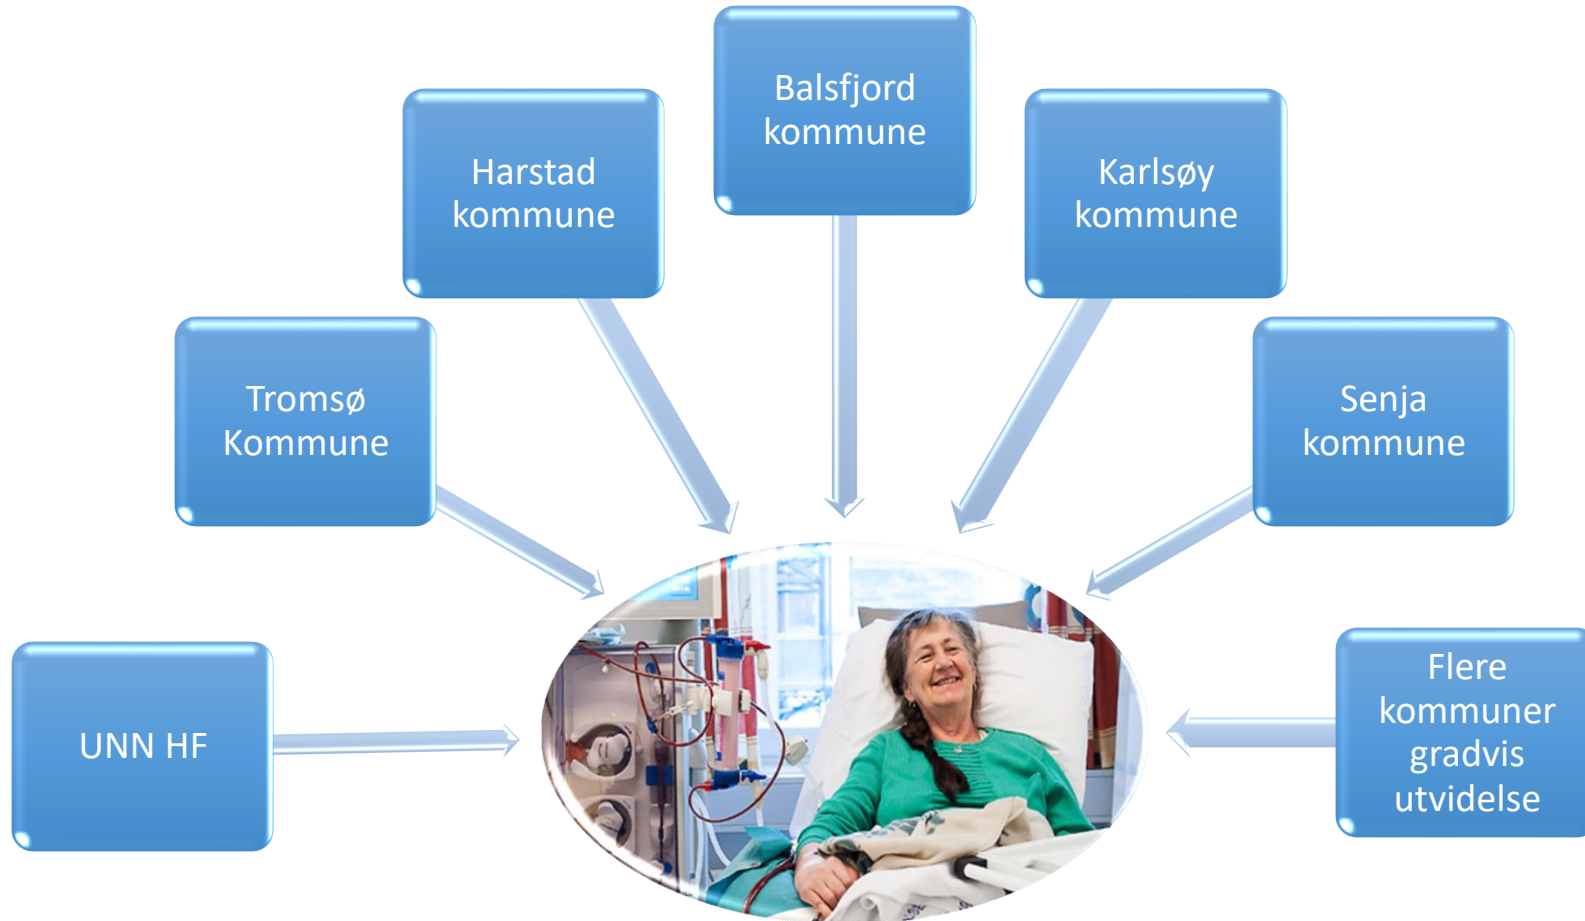 Balsfjord
kommune
Harstad
kommune
Karlsøy
kommune
Tromsø
Kommune
Senja
kommune
UNN HF
Flere
kommuner
gradvis
utvidelse